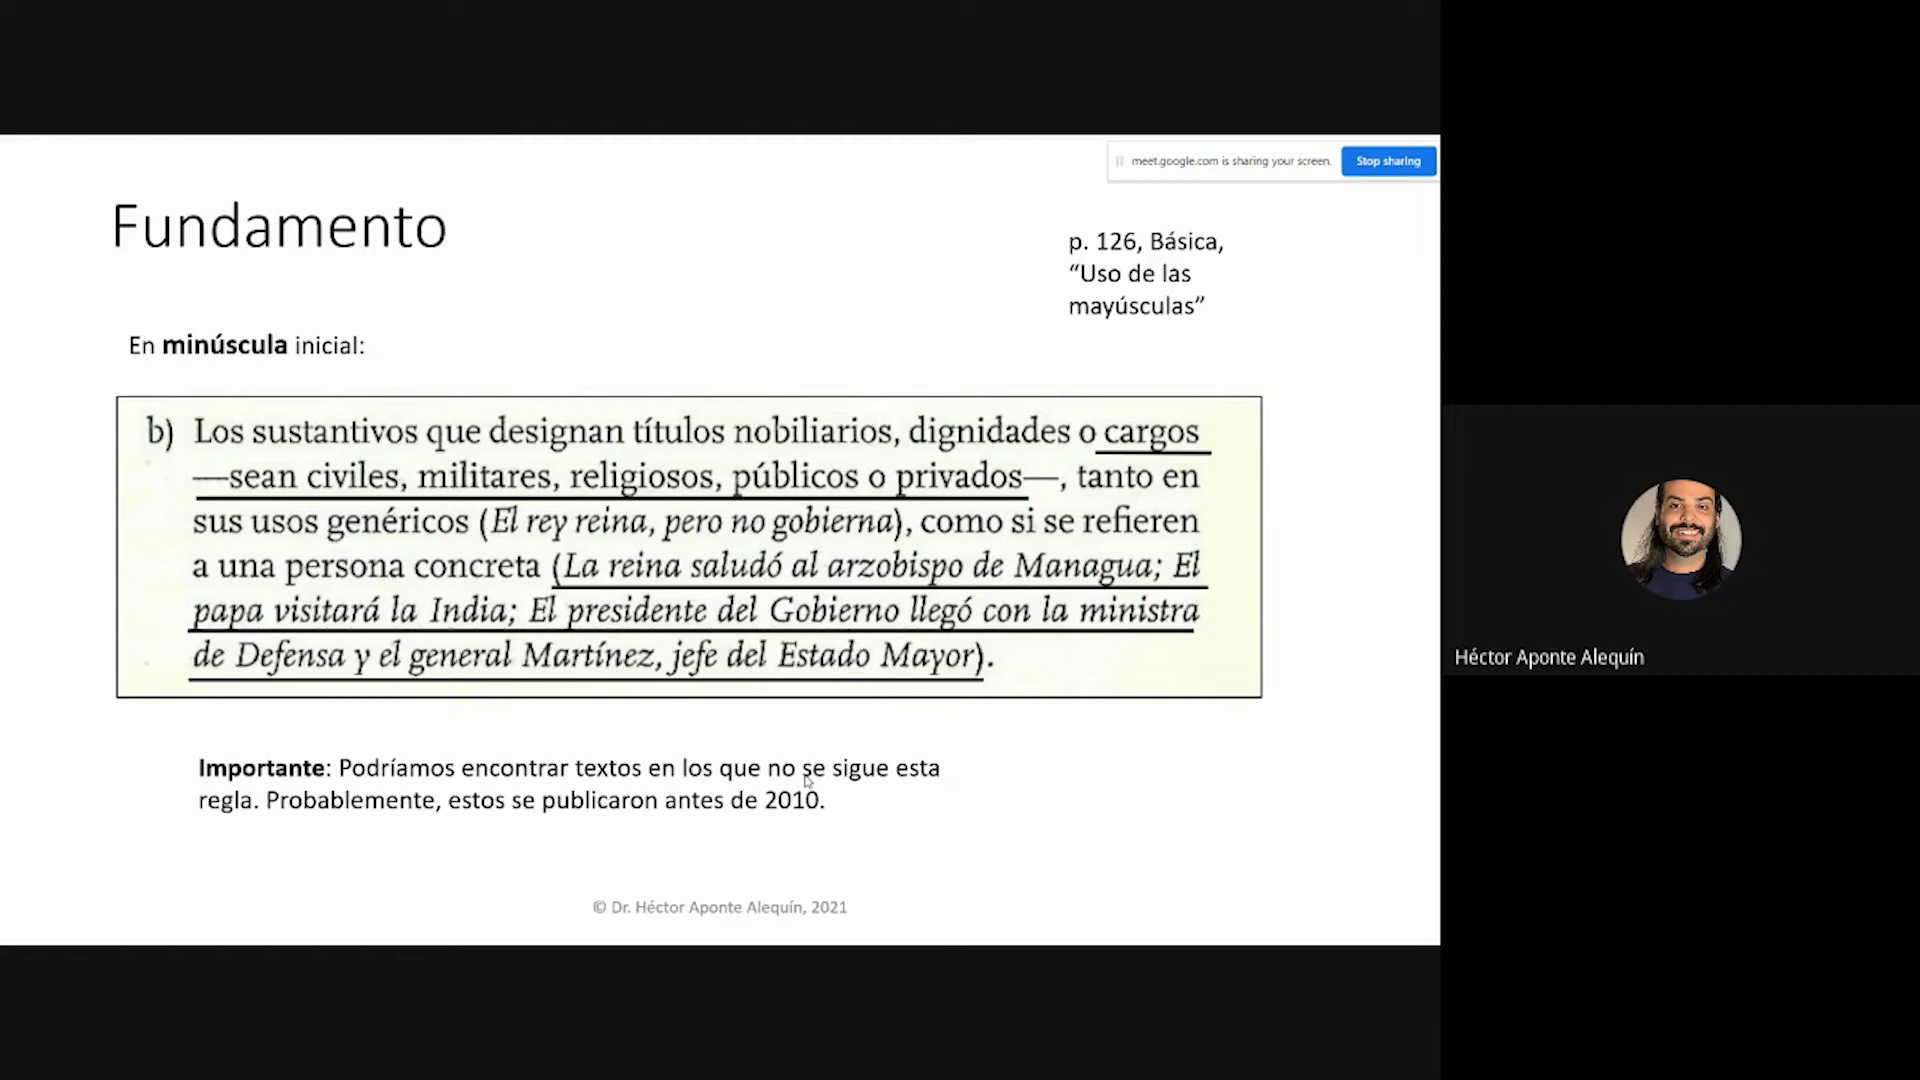 meet.google.com is sharing your screen.
Stop sharing
Fundamento
p. 126, Básica,
“Uso de las
mayúsculas”
En minúscula inicial:
b) Los sustantivos que designan títulos nobiliarios, dignidades o cargos
—sean civiles, militares, religiosos, públicos o privados—, tanto en
sus usos genéricos (El rey reina, pero no gobierna), como si se refieren
a una persona concreta (La reina saludó al arzobispo de Managua; El
papa visitará la India; El presidente del Gobierno llegó con la ministra
de Defensa y el general Martínez, jefe del Estado Mayor).
Importante: Podríamos encontrar textos en los que no se sigue esta
regla. Probablemente, estos se publicaron antes de 2010.
© Dr. Héctor Aponte Alequín, 2021
Héctor Aponte Alequín